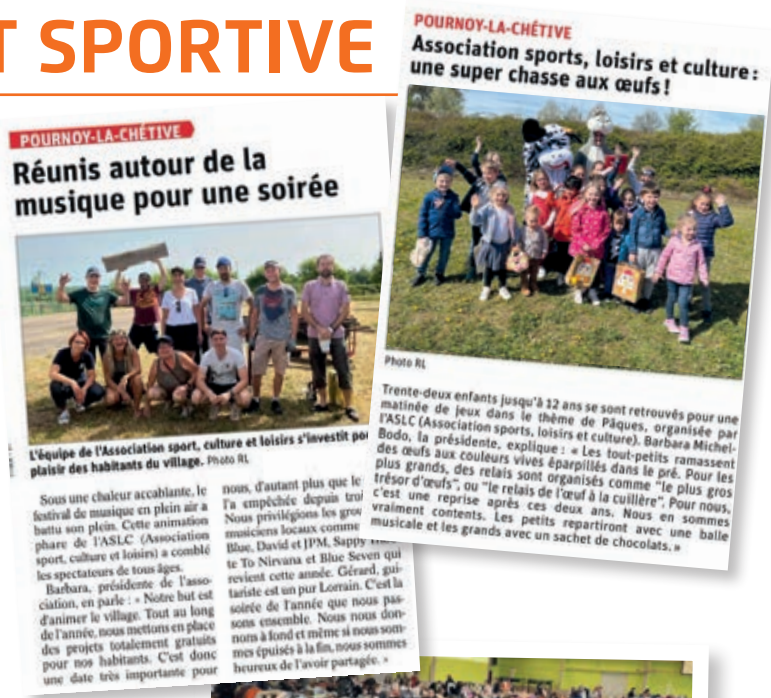 T SPORTIVE
POURNOY-LA-CHÉTIVE
Réunis autour de la
musique pour une soirée
L'équipe de l'Association sport, culture et loisirs s'investit
plaisir des habitants du village. Photo RL
Sous une chaleur accablante, le
festival de musique en plein air a
battu son plein. Cette animation
phare de l'ASLC (Association
sport, culture et loisirs) a comblé
les spectateurs de tous âges.
Barbara, présidente de l'asso-
ciation, en parle : « Notre but est
d'animer le village. Tout au long
de l'année, nous mettons en place
des projets totalement gratuits
pour nos habitants. C'est donc
une date très importante pour
nous, d'autant plus que le
l'a empêchée depuis
Nous privilégions les
musiciens locaux comme
Blue, David et JPM, Sappy
te To Nirvana et Blue Seven qui
revient cette année. Gérard, gui-
tariste est un pur Lorrain. C'est la
soirée de l'année que nous pas-
sons ensemble. Nous nous don-
nons à fond et même si nous som-
mes épuisés à la fin, nous sommes
heureux de l'avoir partagée. »
POURNOY-LA-CHÉTIVE
Association sports, loisirs et culture :
une super chasse aux œufs !
Photo RL
Trente-deux enfants jusqu'à 12 ans se sont retrouvés pour une
matinée de jeux dans le thème de Pâques, organisée par
l'ASLC (Association sports, loisirs et culture). Barbara Michel-
Bodo, la présidente, explique : « Les tout-petits ramassent
des œufs aux couleurs vives éparpillés dans le pré. Pour les
plus grands, des relais sont organisés comme "le plus gros
trésor d'œufs", ou "le relais de l'œuf à la cuillère". Pour nous,
c'est une reprise après ces deux ans. Nous en sommes
vraiment contents. Les petits repartiront avec une balle
musicale et les grands avec un sachet de chocolats. »